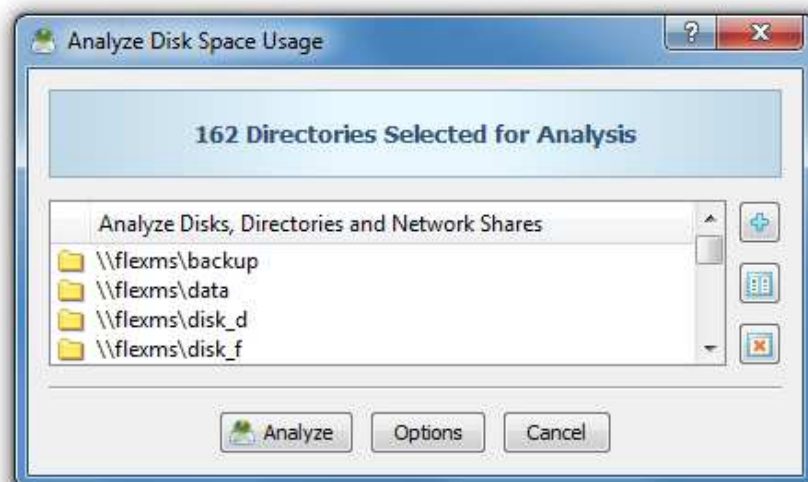 Analyze Disk Space Usage
162 Directories Selected for Analysis
Analyze Disks, Directories and Network Shares
\\flexms\backup
\\flexms\data
\\flexms\disk_d
\\flexms\disk_f
Analyze
Options
Cancel